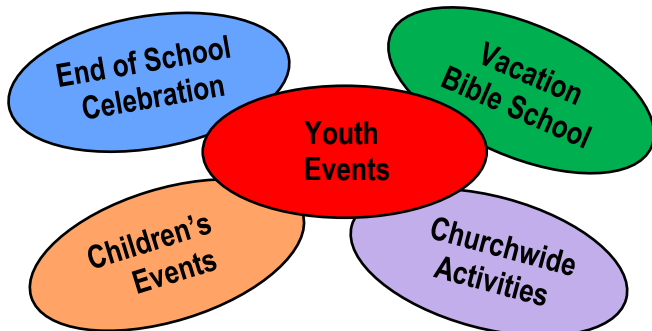 End of School
Celebration
Vacation
Bible School
Youth
Events
Children’s
Events
Churchwide
Activities